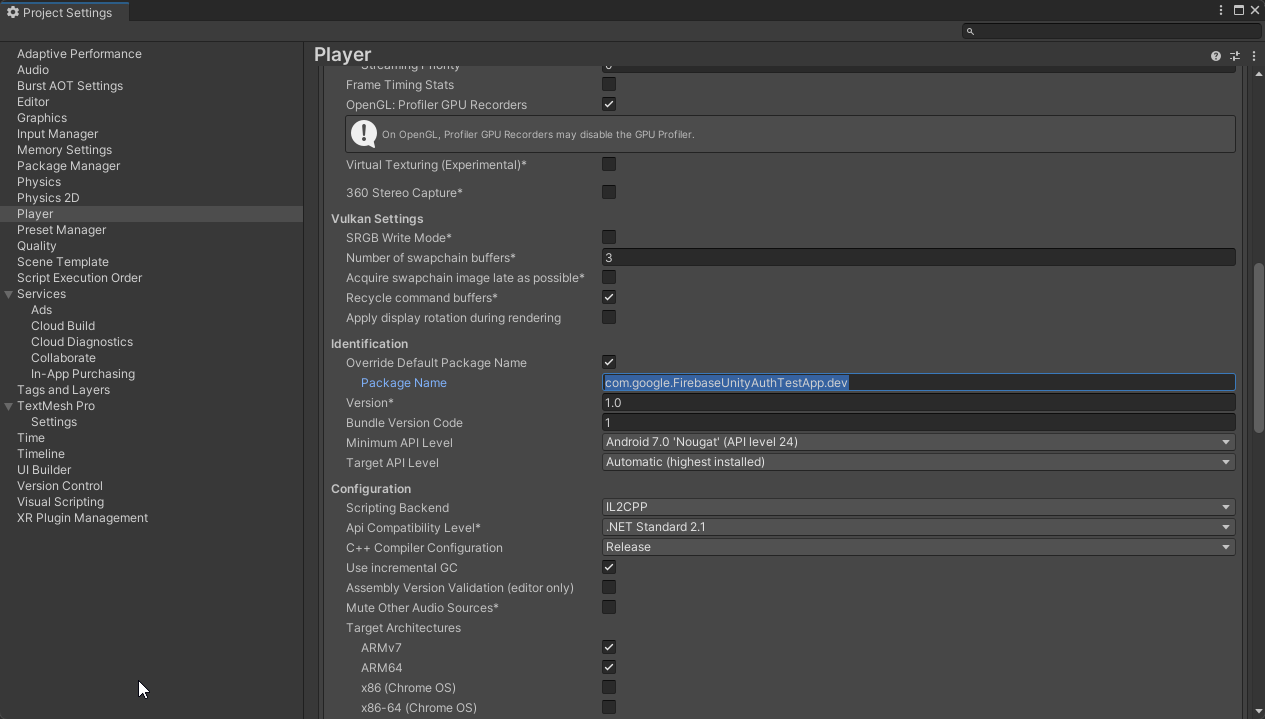 Project Settings
Adaptive Performance
Audio
Burst AOT Settings
Editor
Graphics
Input Manager
Memory Settings
Package Manager
Physics
Physics 2D
Player
Preset Manager
Quality
Scene Template
Script Execution Order
Services
Ads
Cloud Build
Cloud Diagnostics
Collaborate
In-App Purchasing
Tags and Layers
TextMesh Pro
Settings
Time
Timeline
UI Builder
Version Control
Visual Scripting
XR Plugin Management
Player
Streaming Priority
Frame Timing Stats
OpenGL: Profiler GPU Recorders
On OpenGL, Profiler GPU Recorders may disable the GPU Profiler.
Virtual Texturing (Experimental)*
360 Stereo Capture*
Vulkan Settings
SRGB Write Mode*
Number of swapchain buffers* 3
Acquire swapchain image late as possible*
Recycle command buffers*
Apply display rotation during rendering
Identification
Override Default Package Name
Package Name com.google.FirebaseUnityAuthTestApp.dev
Version* 1.0
Bundle Version Code 1
Minimum API Level Android 7.0 'Nougat' (API level 24)
Target API Level Automatic (highest installed)
Configuration
Scripting Backend IL2CPP
Api Compatibility Level* .NET Standard 2.1
C++ Compiler Configuration Release
Use incremental GC
Assembly Version Validation (editor only)
Mute Other Audio Sources*
Target Architectures
ARMv7
ARM64
x86 (Chrome OS)
x86-64 (Chrome OS)